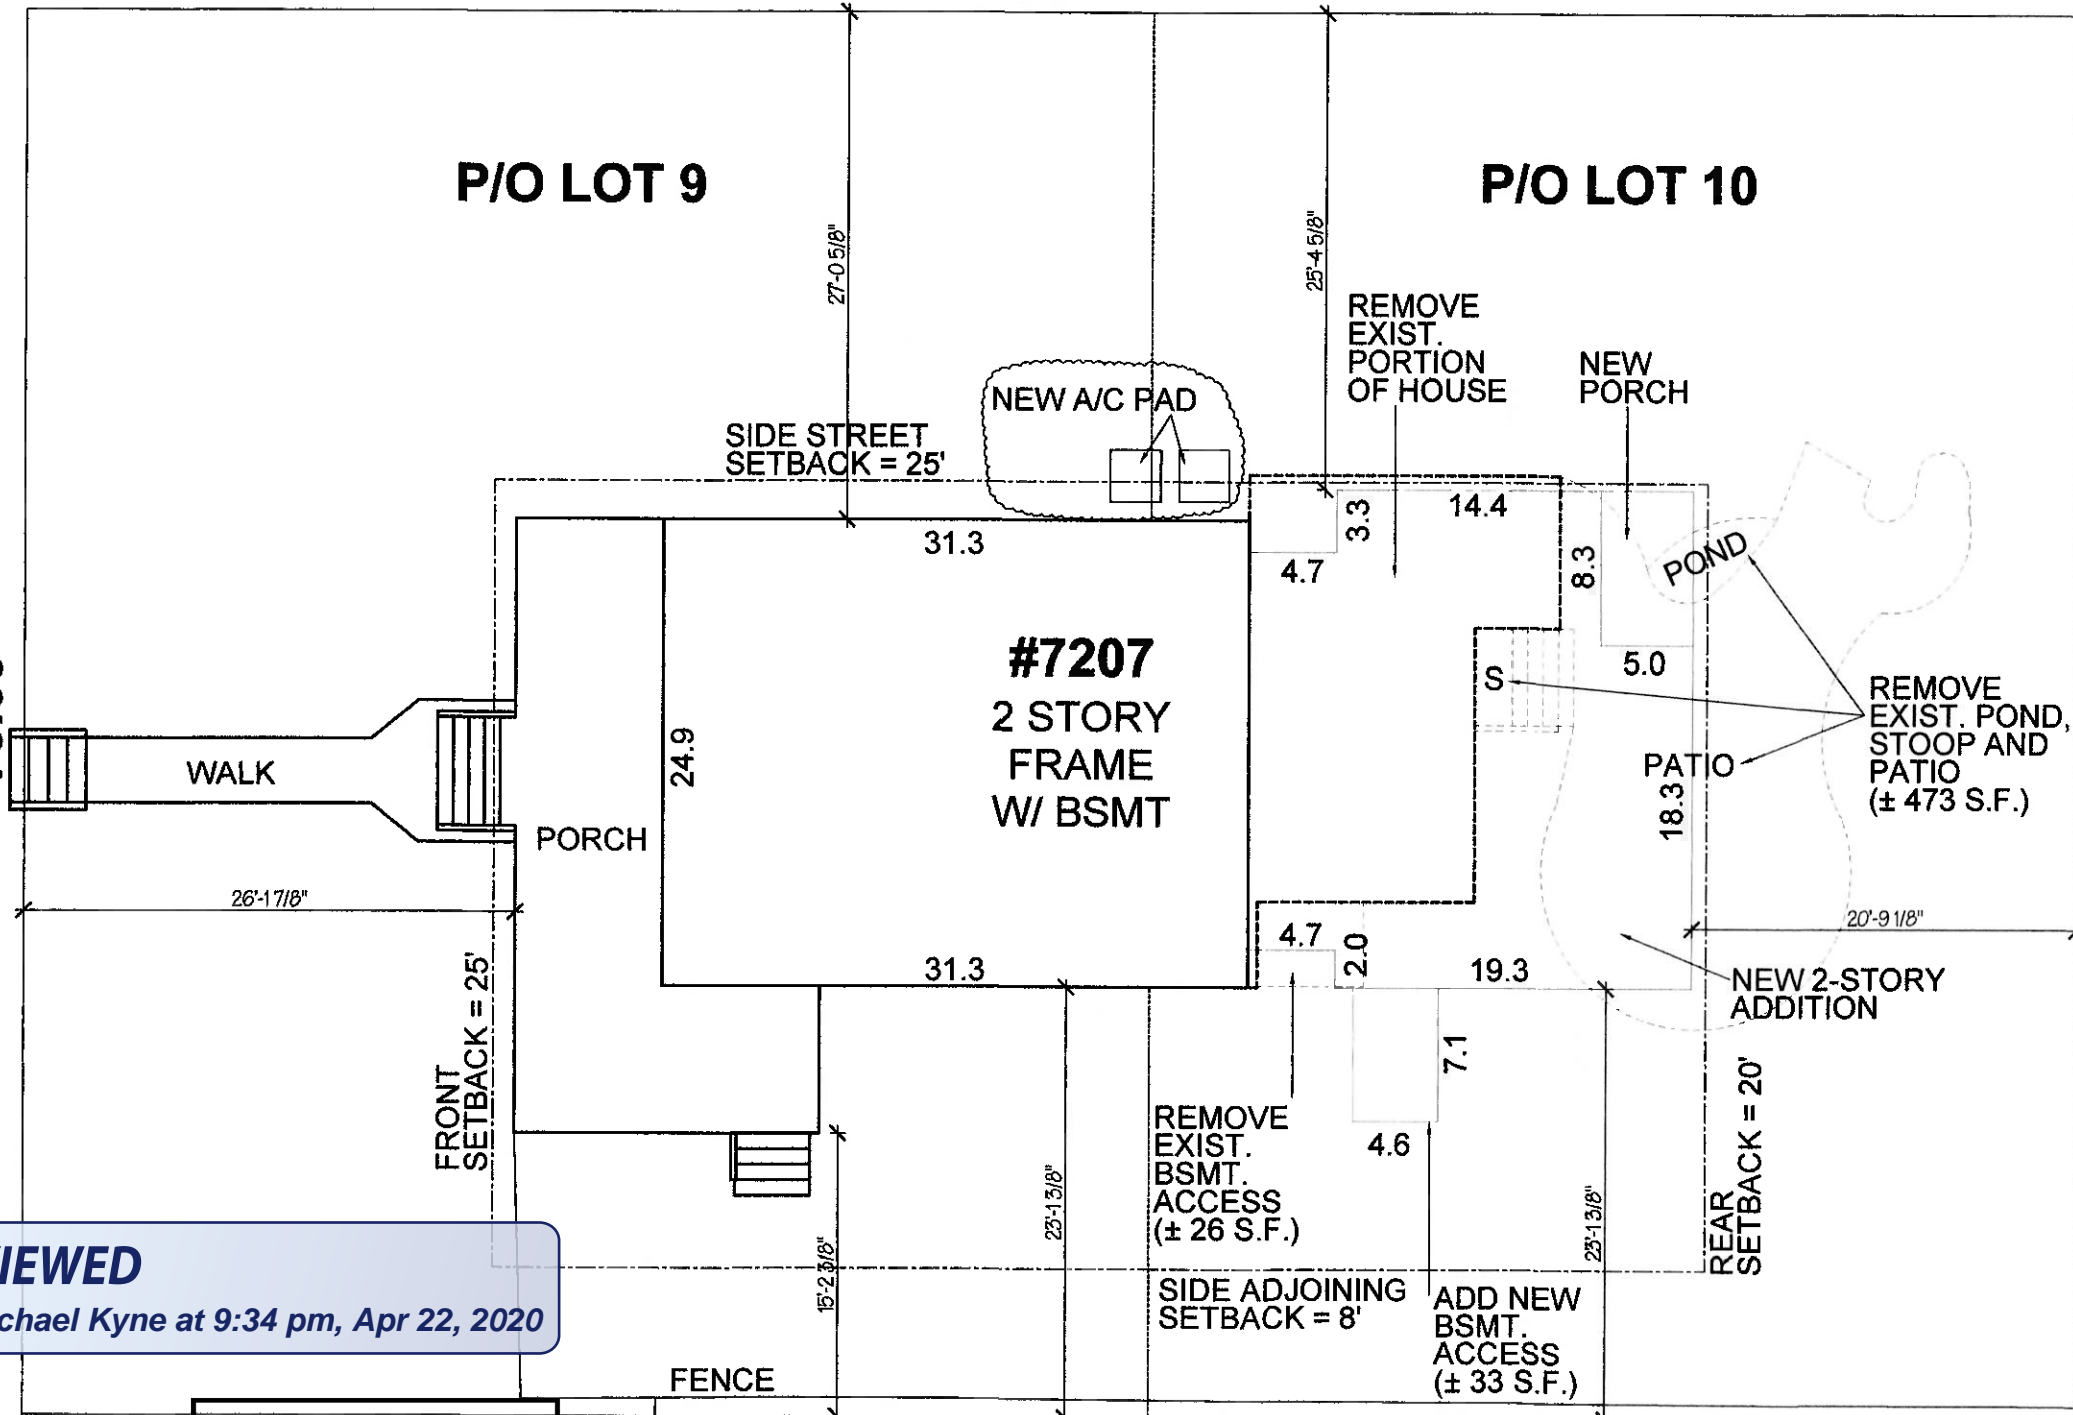 P/O LOT 9
P/O LOT 10
27'-0 5/8"
25'-4 5/8"
REMOVE
EXIST.
PORTION
OF HOUSE
NEW
PORCH
NEW A/C PAD
SIDE STREET
SETBACK = 25'
31.3
4.7
3.3
14.4
8.3
POND
5.0
#7207
2 STORY
FRAME
W/ BSMT
S
24.9
WALK
PORCH
PATIO
18.3
REMOVE
EXIST. POND,
STOOP AND
PATIO
(± 473 S.F.)
26'-1 7/8"
20'-9 1/8"
4.7
2.0
31.3
19.3
NEW 2-STORY
ADDITION
FRONT
SETBACK = 25'
7.1
4.6
REMOVE
EXIST.
BSMT.
ACCESS
(± 26 S.F.)
REAR
SETBACK = 20'
15'-2 3/8"
23'-1 3/8"
23'-1 3/8"
SIDE ADJOINING
SETBACK = 8'
ADD NEW
BSMT.
ACCESS
(± 33 S.F.)
FENCE
IEWED
chael Kyne at 9:34 pm, Apr 22, 2020